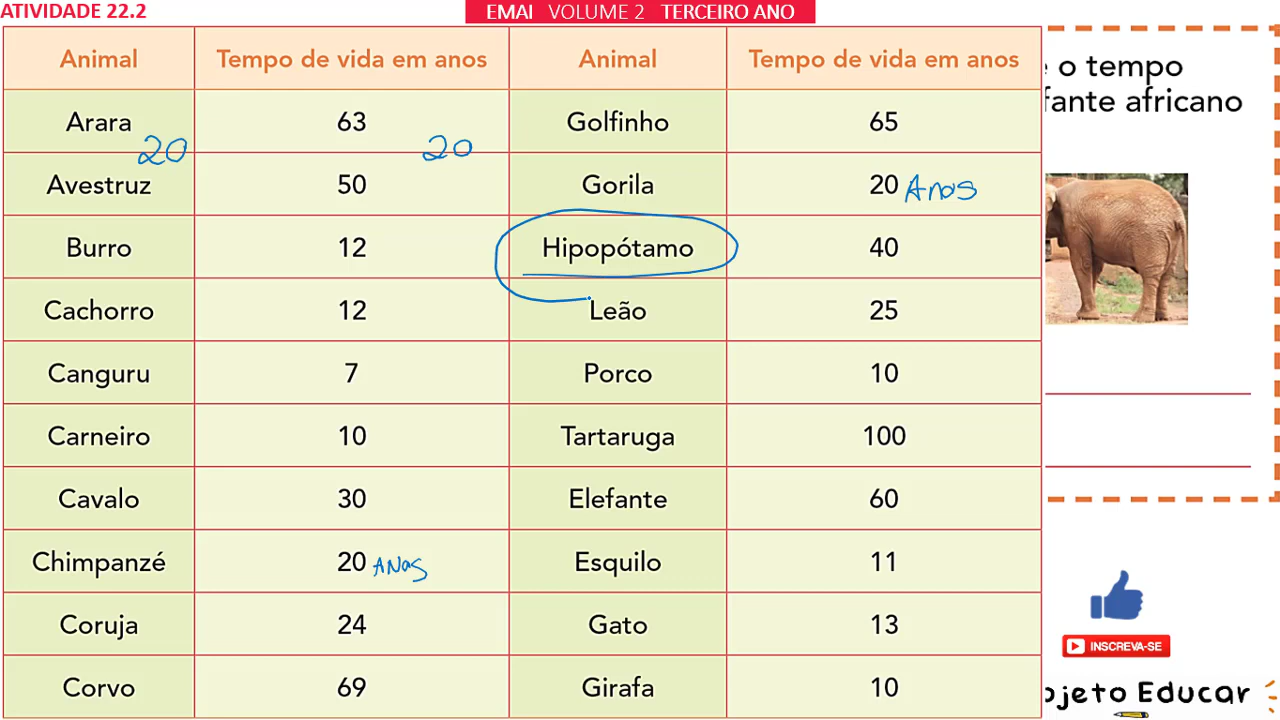 ATIVIDADE 22.2
EMAI VOLUME 2 TERCEIRO ANO
Animal Tempo de vida em anos Animal Tempo de vida em anos
Arara 63 Golfinho 65
20 20
Avestruz 50 Gorila 20 Anos
Burro 12 Hipopótamo 40
Cachorro 12 Leão 25
Canguru 7 Porco 10
Carneiro 10 Tartaruga 100
Cavalo 30 Elefante 60
Chimpanzé 20 ANOS Esquilo 11
Coruja 24 Gato 13
Corvo 69 Girafa 10
o tempo
fante africano
INSCREVA-SE
ojeto Educar